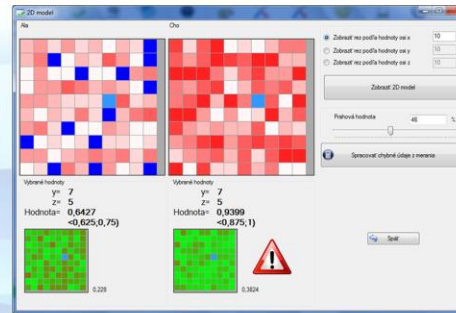 2D model
Ala
Cho
Zobraziť rez podľa hodnoty osi x 10
Zobraziť rez podľa hodnoty osi y 10
Zobraziť rez podľa hodnoty osi z 10
Zobraziť 2D model
Prahová hodnota 46 %
Spracovať chybné údaje z merania
Vybrané hodnoty
y= 7
z= 5
Hodnota= 0,6427
<0,625;0,75)
0,228
Vybrané hodnoty
y= 7
z= 5
Hodnota= 0,9399
<0,875;1)
0,3824
Späť